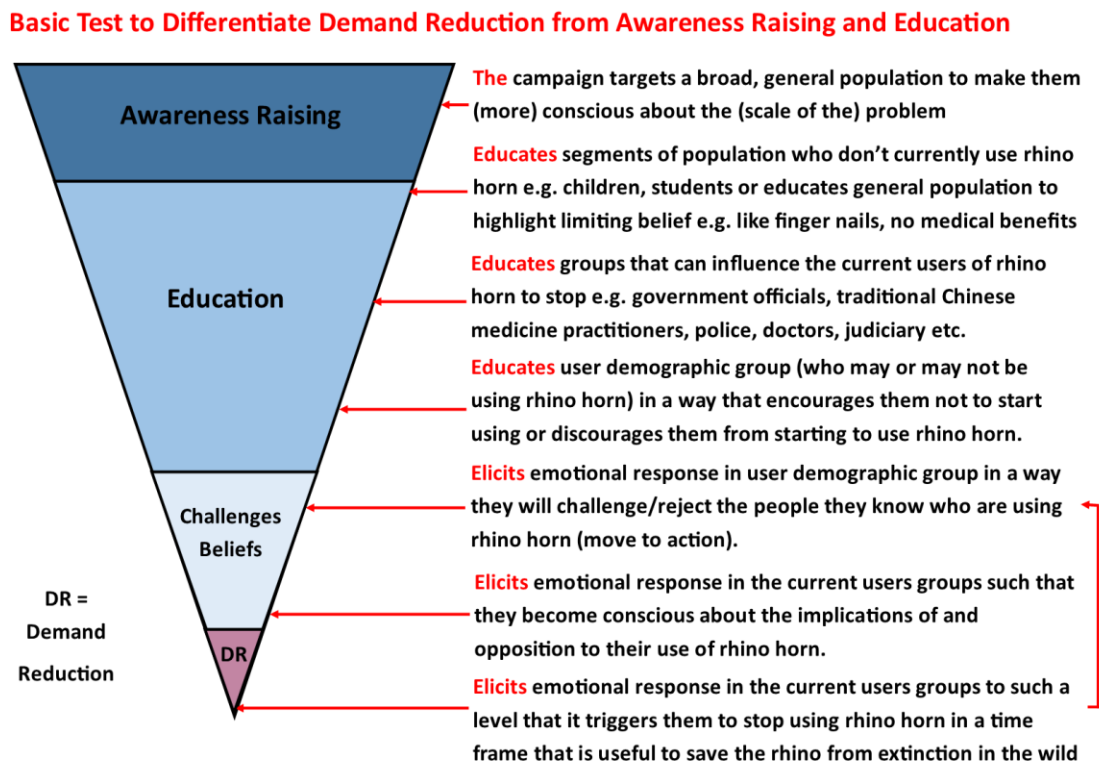 Basic Test to Differentiate Demand Reduction from Awareness Raising and Education
Awareness Raising
The campaign targets a broad, general population to make them
(more) conscious about the (scale of the) problem
Educates segments of population who don't currently use rhino
horn e.g. children, students or educates general population to
highlight limiting belief e.g. like finger nails, no medical benefits
Education
Educates groups that can influence the current users of rhino
horn to stop e.g. government officials, traditional Chinese
medicine practitioners, police, doctors, judiciary etc.
Educates user demographic group (who may or may not be
using rhino horn) in a way that encourages them not to start
using or discourages them from starting to use rhino horn.
Challenges
Beliefs
Elicits emotional response in user demographic group in a way
they will challenge/reject the people they know who are using
rhino horn (move to action).
Elicits emotional response in the current users groups such that
they become conscious about the implications of and
opposition to their use of rhino horn.
DR =
Demand
Reduction
DR
Elicits emotional response in the current users groups to such a
level that it triggers them to stop using rhino horn in a time
frame that is useful to save the rhino from extinction in the wild